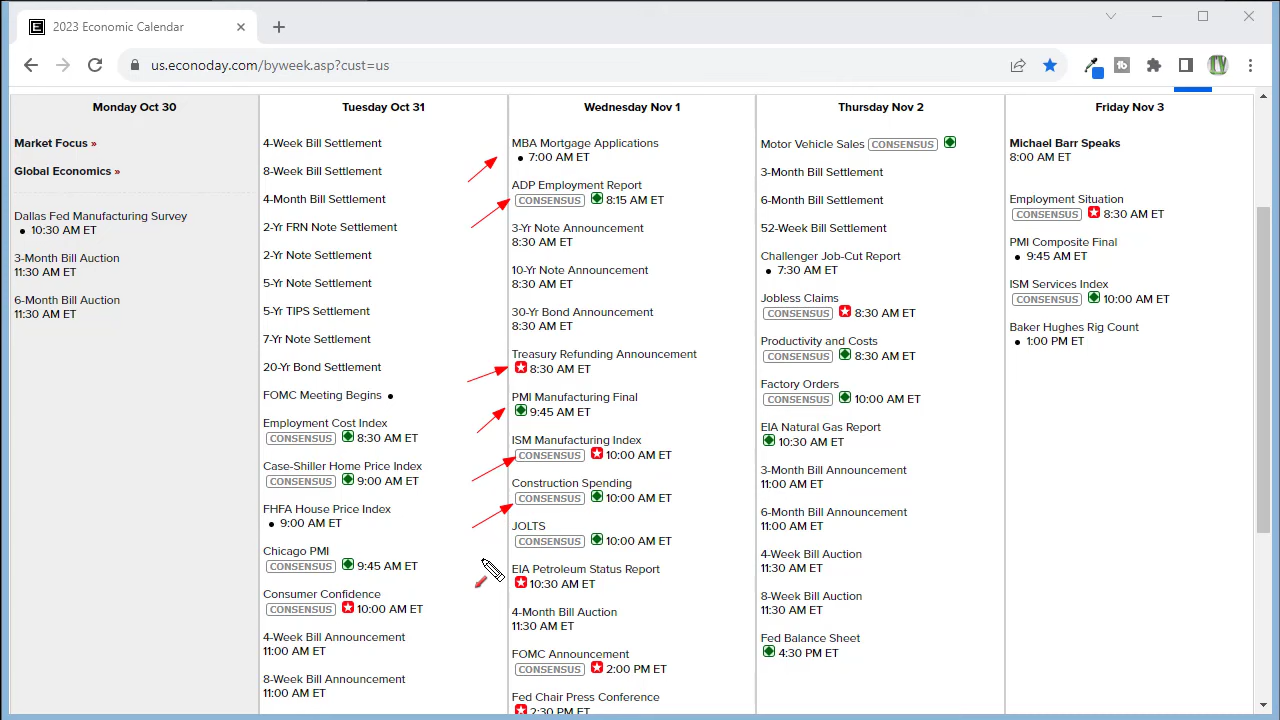 2023 Economic Calendar
us.econoday.com/byweek.asp?cust=us
Monday Oct 30
Market Focus »
Global Economics »
Dallas Fed Manufacturing Survey
• 10:30 AM ET
3-Month Bill Auction
11:30 AM ET
6-Month Bill Auction
11:30 AM ET
Tuesday Oct 31
4-Week Bill Settlement
8-Week Bill Settlement
4-Month Bill Settlement
2-Yr FRN Note Settlement
2-Yr Note Settlement
5-Yr Note Settlement
5-Yr TIPS Settlement
7-Yr Note Settlement
20-Yr Bond Settlement
FOMC Meeting Begins •
Employment Cost Index
CONSENSUS 8:30 AM ET
Case-Shiller Home Price Index
CONSENSUS 9:00 AM ET
FHFA House Price Index
• 9:00 AM ET
Chicago PMI
CONSENSUS 9:45 AM ET
Consumer Confidence
CONSENSUS 10:00 AM ET
4-Week Bill Announcement
11:00 AM ET
8-Week Bill Announcement
11:00 AM ET
Wednesday Nov 1
MBA Mortgage Applications
• 7:00 AM ET
ADP Employment Report
CONSENSUS 8:15 AM ET
3-Yr Note Announcement
8:30 AM ET
10-Yr Note Announcement
8:30 AM ET
30-Yr Bond Announcement
8:30 AM ET
Treasury Refunding Announcement
8:30 AM ET
PMI Manufacturing Final
9:45 AM ET
ISM Manufacturing Index
CONSENSUS 10:00 AM ET
Construction Spending
CONSENSUS 10:00 AM ET
JOLTS
CONSENSUS 10:00 AM ET
EIA Petroleum Status Report
10:30 AM ET
4-Month Bill Auction
11:30 AM ET
FOMC Announcement
CONSENSUS 2:00 PM ET
Fed Chair Press Conference
2:30 PM ET
Thursday Nov 2
Motor Vehicle Sales CONSENSUS
3-Month Bill Settlement
6-Month Bill Settlement
52-Week Bill Settlement
Challenger Job-Cut Report
• 7:30 AM ET
Jobless Claims
CONSENSUS 8:30 AM ET
Productivity and Costs
CONSENSUS 8:30 AM ET
Factory Orders
CONSENSUS 10:00 AM ET
EIA Natural Gas Report
10:30 AM ET
3-Month Bill Announcement
11:00 AM ET
6-Month Bill Announcement
11:00 AM ET
4-Week Bill Auction
11:30 AM ET
8-Week Bill Auction
11:30 AM ET
Fed Balance Sheet
4:30 PM ET
Friday Nov 3
Michael Barr Speaks
8:00 AM ET
Employment Situation
CONSENSUS 8:30 AM ET
PMI Composite Final
• 9:45 AM ET
ISM Services Index
CONSENSUS 10:00 AM ET
Baker Hughes Rig Count
• 1:00 PM ET